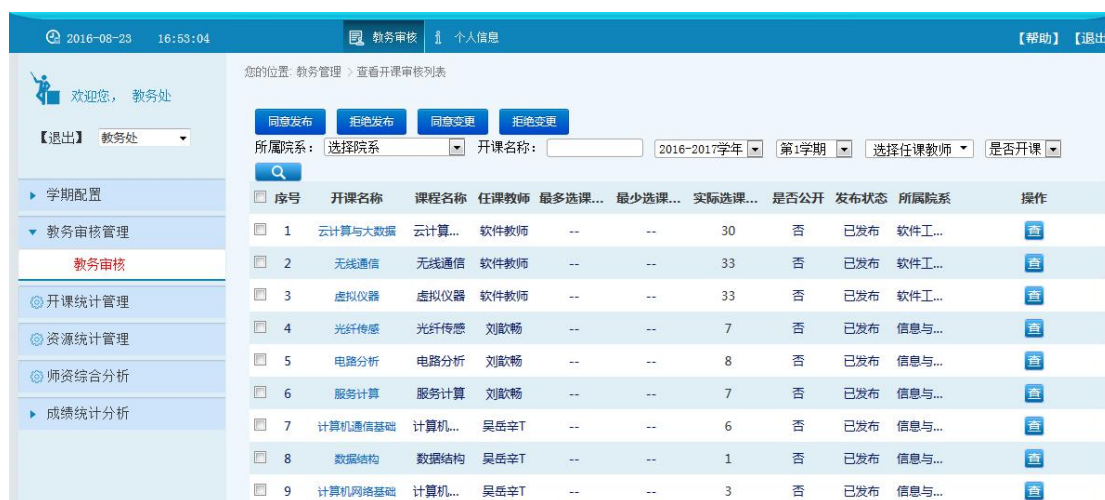 2016-08-23 16:53:04 教务审核 个人信息 【帮助】 【退出
您的位置: 教务管理 > 查看开课审核列表
欢迎您， 教务处
【退出】 教务处
同意发布 拒绝发布 同意变更 拒绝变更
所属院系： 选择院系 开课名称： 2016-2017学年 第1学期 选择任课教师 是否开课
学期配置
教务审核管理
教务审核
开课统计管理
资源统计管理
师资综合分析
成绩统计分析
序号 开课名称 课程名称 任课教师 最多选课... 最少选课... 实际选课... 是否公开 发布状态 所属院系 操作
1 云计算与大数据 云计算... 软件教师 -- -- 30 否 已发布 软件工... 查
2 无线通信 无线通信 软件教师 -- -- 33 否 已发布 软件工... 查
3 虚拟仪器 虚拟仪器 软件教师 -- -- 33 否 已发布 软件工... 查
4 光纤传感 光纤传感 刘歆畅 -- -- 7 否 已发布 信息与... 查
5 电路分析 电路分析 刘歆畅 -- -- 8 否 已发布 信息与... 查
6 服务计算 服务计算 刘歆畅 -- -- 7 否 已发布 信息与... 查
7 计算机通信基础 计算机... 吴岳辛T -- -- 6 否 已发布 信息与... 查
8 数据结构 数据结构 吴岳辛T -- -- 1 否 已发布 信息与... 查
9 计算机网络基础 计算机... 吴岳辛T -- -- 3 否 已发布 信息与... 查